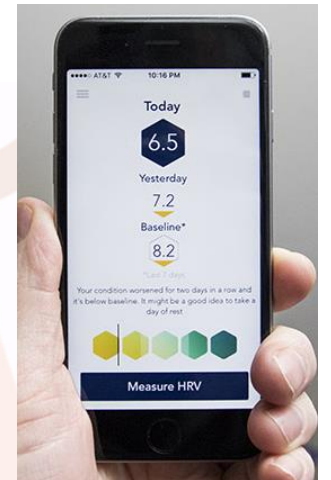 AT&T 10:16 PM
Today
6.5
Yesterday
7.2
Baseline*
8.2
*Last 7 days
Your condition worsened for two days in a row and
it's below baseline. It might be a good idea to take a
day of rest
Measure HRV